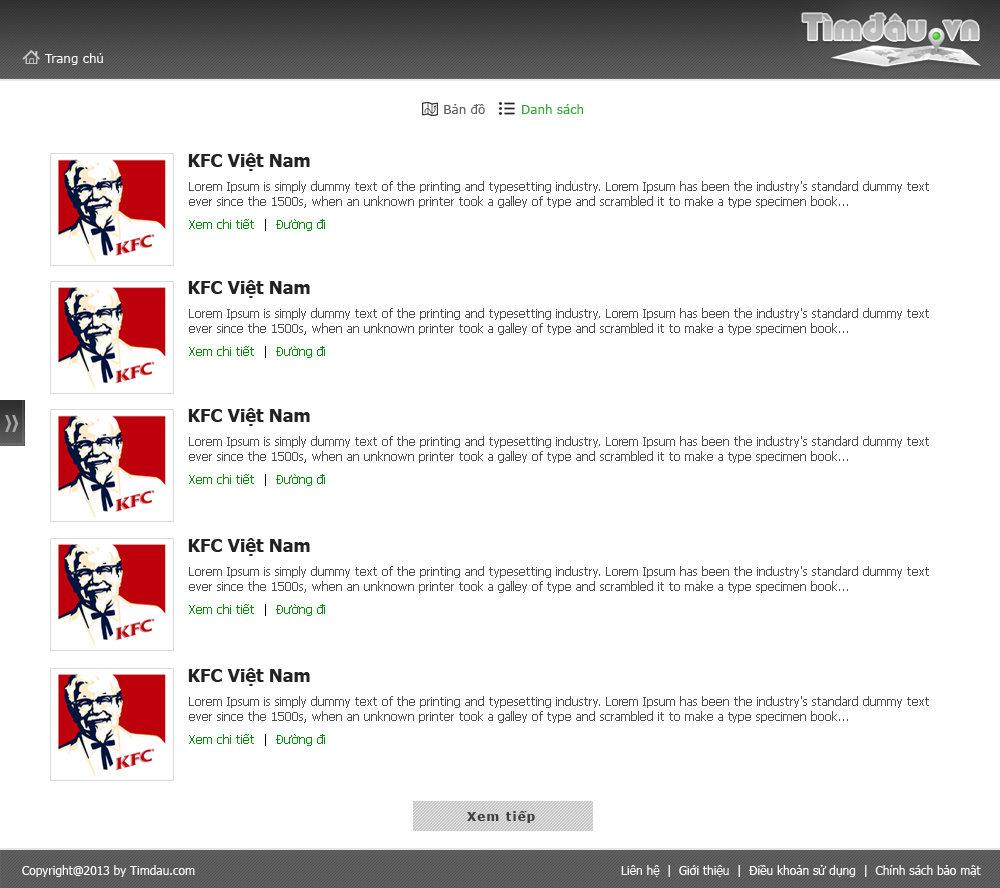 Tìmđâu.vn
Trang chủ
Bản đồ Danh sách
KFC Việt Nam
Lorem Ipsum is simply dummy text of the printing and typesetting industry. Lorem Ipsum has been the industry's standard dummy text
ever since the 1500s, when an unknown printer took a galley of type and scrambled it to make a type specimen book...
Xem chi tiết | Đường đi
KFC
KFC Việt Nam
Lorem Ipsum is simply dummy text of the printing and typesetting industry. Lorem Ipsum has been the industry's standard dummy text
ever since the 1500s, when an unknown printer took a galley of type and scrambled it to make a type specimen book...
Xem chi tiết | Đường đi
KFC
KFC Việt Nam
Lorem Ipsum is simply dummy text of the printing and typesetting industry. Lorem Ipsum has been the industry's standard dummy text
ever since the 1500s, when an unknown printer took a galley of type and scrambled it to make a type specimen book...
Xem chi tiết | Đường đi
KFC
KFC Việt Nam
Lorem Ipsum is simply dummy text of the printing and typesetting industry. Lorem Ipsum has been the industry's standard dummy text
ever since the 1500s, when an unknown printer took a galley of type and scrambled it to make a type specimen book...
Xem chi tiết | Đường đi
KFC
KFC Việt Nam
Lorem Ipsum is simply dummy text of the printing and typesetting industry. Lorem Ipsum has been the industry's standard dummy text
ever since the 1500s, when an unknown printer took a galley of type and scrambled it to make a type specimen book...
Xem chi tiết | Đường đi
KFC
Xem tiếp
Copyright@2013 by Timdau.com Liên hệ | Giới thiệu | Điều khoản sử dụng | Chính sách bảo mật